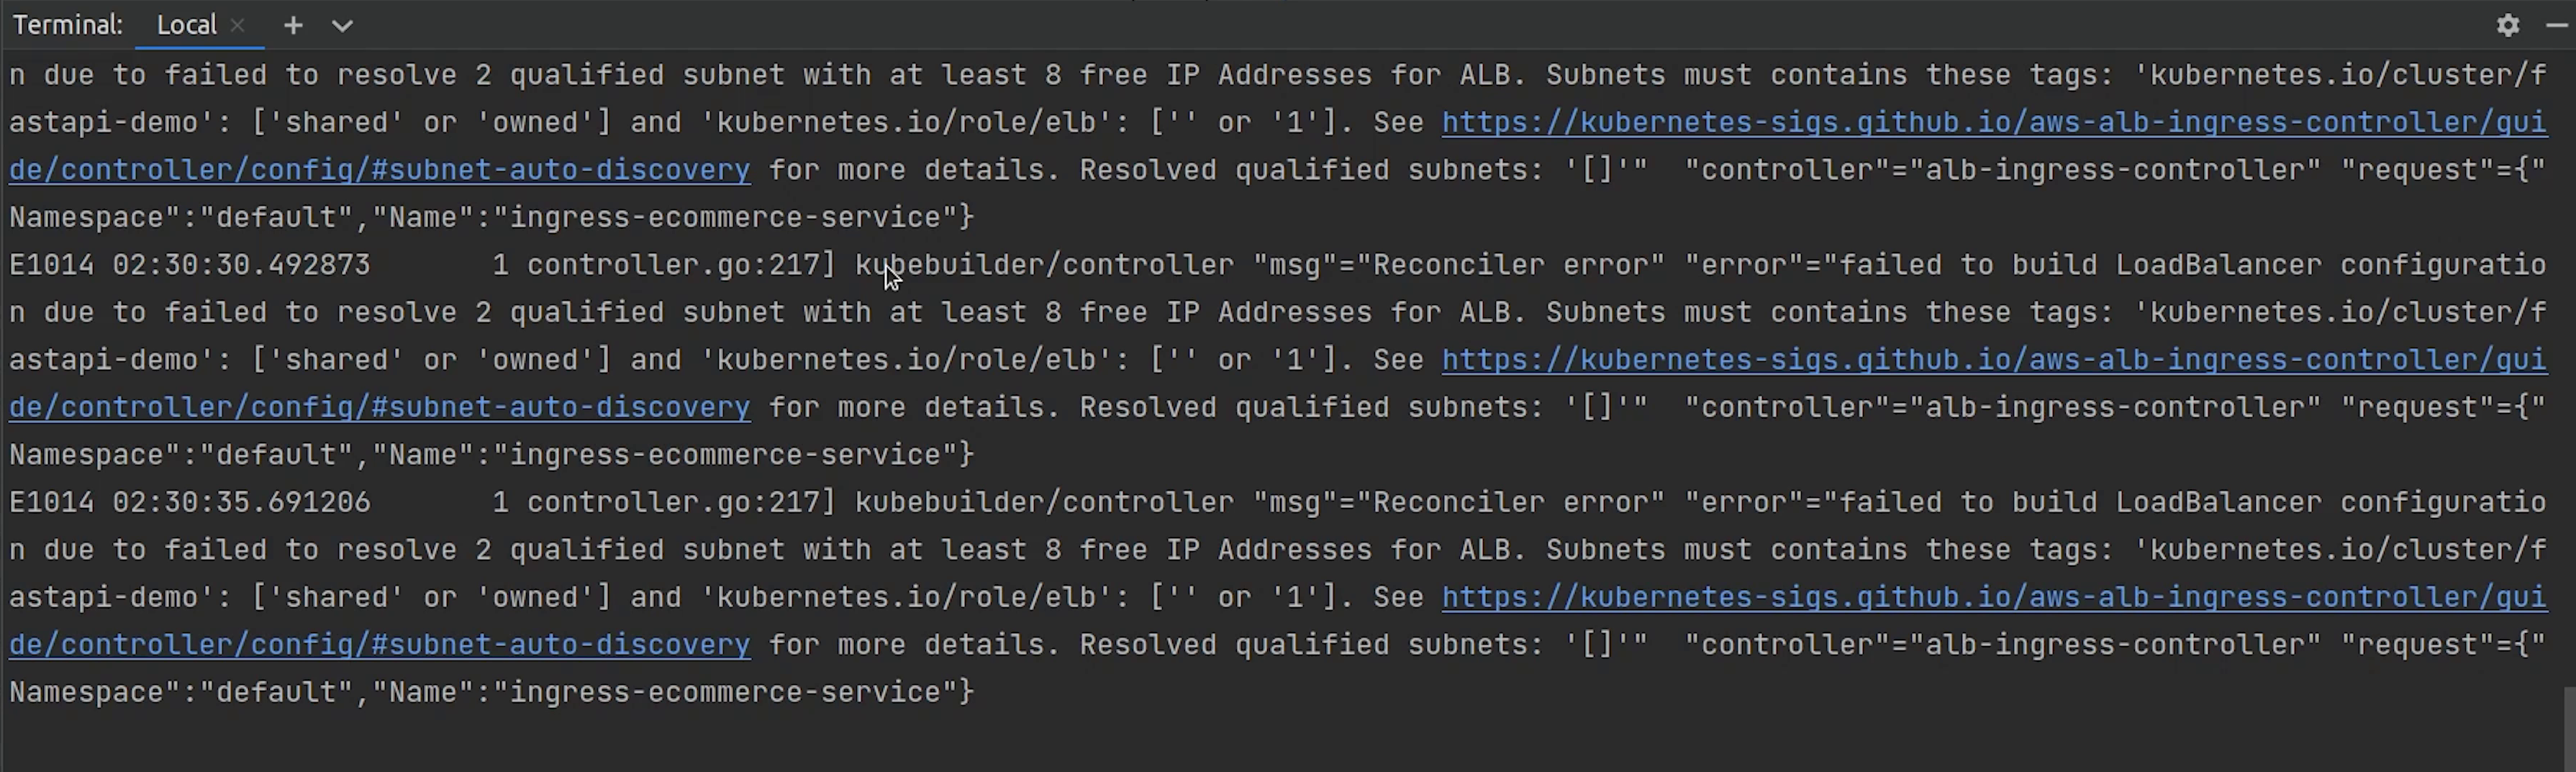 Terminal: Local
n due to failed to resolve 2 qualified subnet with at least 8 free IP Addresses for ALB. Subnets must contains these tags: 'kubernetes.io/cluster/f
astapi-demo': ['shared' or 'owned'] and 'kubernetes.io/role/elb': ['' or '1']. See https://kubernetes-sigs.github.io/aws-alb-ingress-controller/gui
de/controller/config/#subnet-auto-discovery for more details. Resolved qualified subnets: '[]'"  "controller"="alb-ingress-controller" "request"={"
Namespace":"default","Name":"ingress-ecommerce-service"}
E1014 02:30:30.492873       1 controller.go:217] kubebuilder/controller "msg"="Reconciler error" "error"="failed to build LoadBalancer configuratio
n due to failed to resolve 2 qualified subnet with at least 8 free IP Addresses for ALB. Subnets must contains these tags: 'kubernetes.io/cluster/f
astapi-demo': ['shared' or 'owned'] and 'kubernetes.io/role/elb': ['' or '1']. See https://kubernetes-sigs.github.io/aws-alb-ingress-controller/gui
de/controller/config/#subnet-auto-discovery for more details. Resolved qualified subnets: '[]'"  "controller"="alb-ingress-controller" "request"={"
Namespace":"default","Name":"ingress-ecommerce-service"}
E1014 02:30:35.691206       1 controller.go:217] kubebuilder/controller "msg"="Reconciler error" "error"="failed to build LoadBalancer configuratio
n due to failed to resolve 2 qualified subnet with at least 8 free IP Addresses for ALB. Subnets must contains these tags: 'kubernetes.io/cluster/f
astapi-demo': ['shared' or 'owned'] and 'kubernetes.io/role/elb': ['' or '1']. See https://kubernetes-sigs.github.io/aws-alb-ingress-controller/gui
de/controller/config/#subnet-auto-discovery for more details. Resolved qualified subnets: '[]'"  "controller"="alb-ingress-controller" "request"={"
Namespace":"default","Name":"ingress-ecommerce-service"}